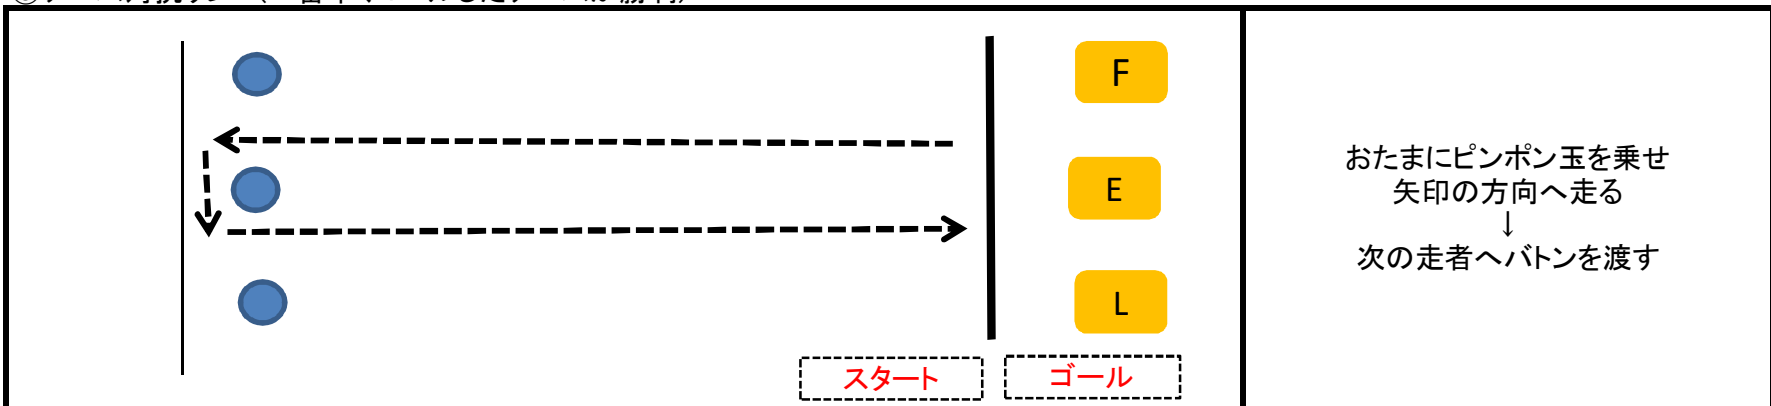 F
E
L
スタート
ゴール
おたまにピンポン玉を乗せ
矢印の方向へ走る
↓
次の走者へバトンを渡す